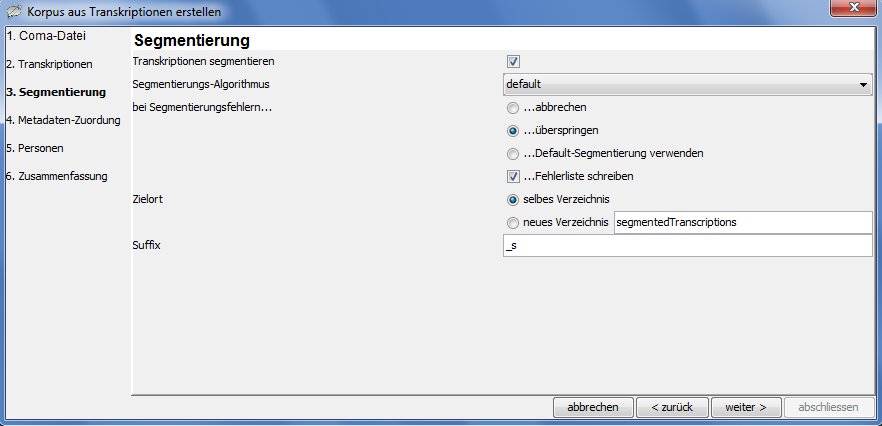 Korpus aus Transkriptionen erstellen
1. Coma-Datei
2. Transkriptionen
3. Segmentierung
4. Metadaten-Zuordung
5. Personen
6. Zusammenfassung
Segmentierung
Transkriptionen segmentieren
Segmentierungs-Algorithmus default
bei Segmentierungsfehlern... ...abbrechen
...überspringen
...Default-Segmentierung verwenden
...Fehlerliste schreiben
Zielort selbes Verzeichnis
neues Verzeichnis segmentedTranscriptions
Suffix _s
abbrechen < zurück weiter > abschliessen